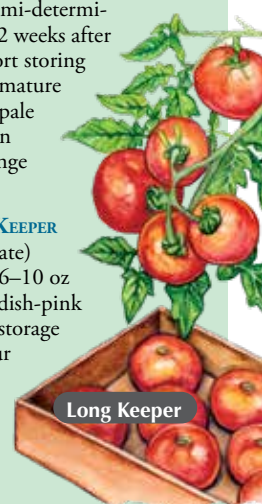 mi-determi-
2 weeks after
ort storing
mature
pale
n
nge
KEEPER
ate)
6–10 oz
dish-pink
storage
ur
Long Keeper